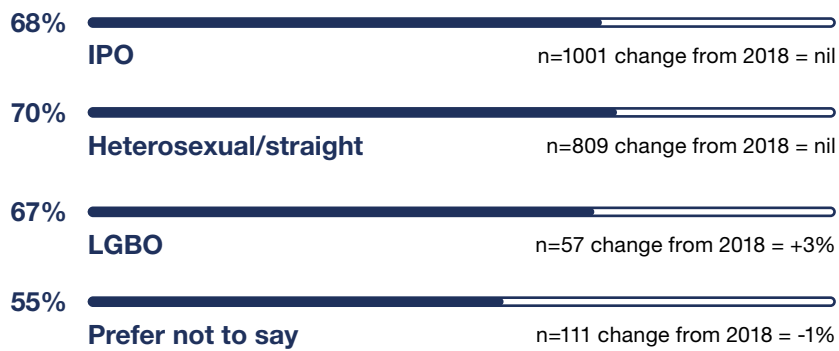 68%
IPO n=1001 change from 2018 = nil
70%
Heterosexual/straight n=809 change from 2018 = nil
67%
LGBO n=57 change from 2018 = +3%
55%
Prefer not to say n=111 change from 2018 = -1%